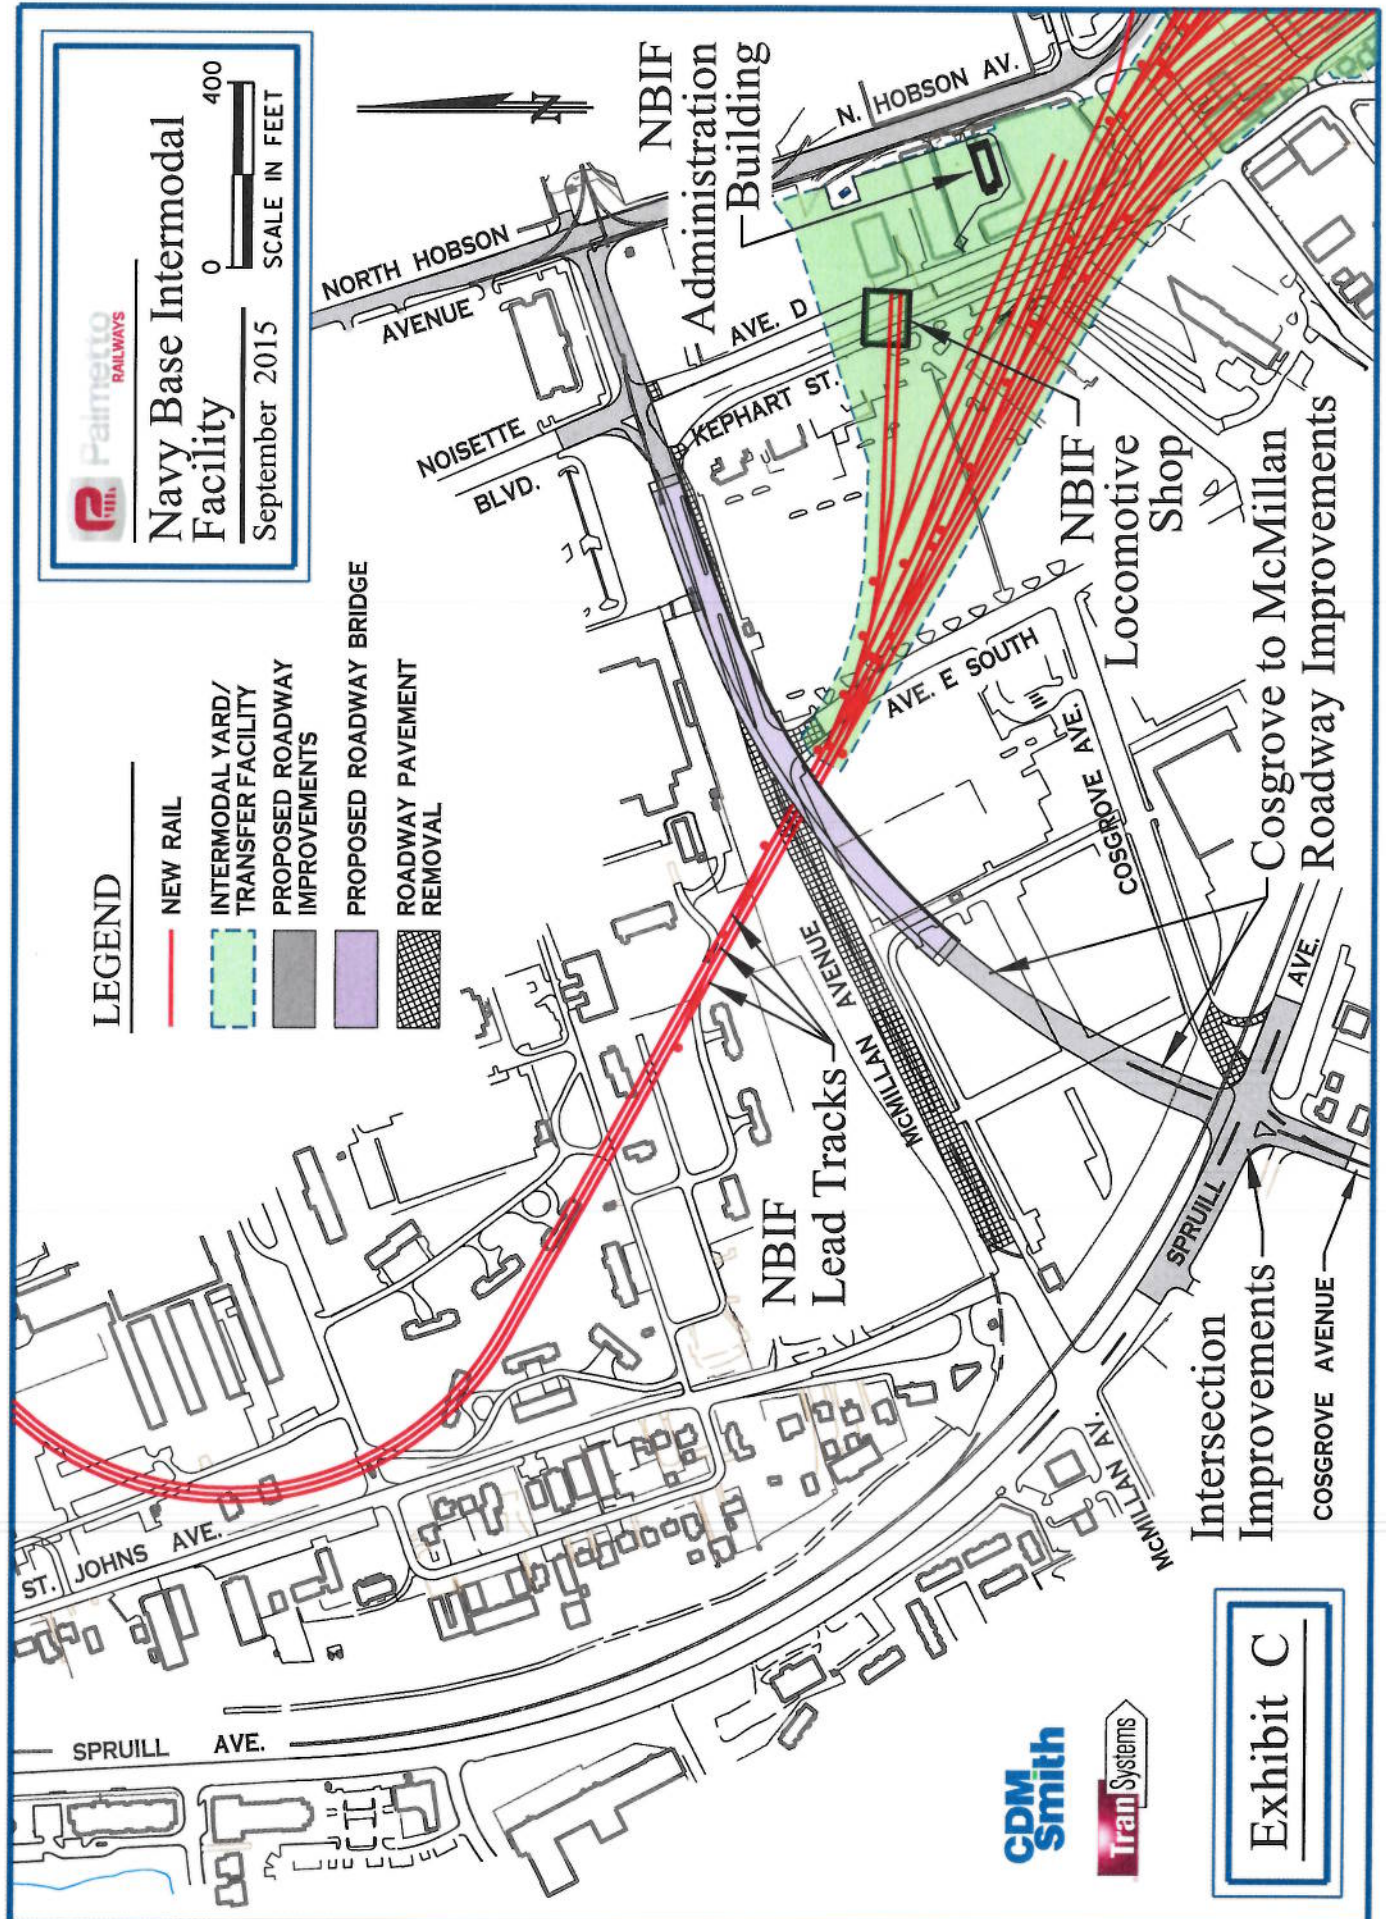 Palmetto
RAILWAYS
Navy Base Intermodal
Facility
September 2015
0 400
SCALE IN FEET
N
LEGEND
NEW RAIL
INTERMODAL YARD/
TRANSFER FACILITY
PROPOSED ROADWAY
IMPROVEMENTS
PROPOSED ROADWAY BRIDGE
ROADWAY PAVEMENT
REMOVAL
NORTH HOBSON
AVENUE
NOISETTE
BLVD.
NBIF
Administration
Building
N. HOBSON AV.
AVE. D
KEPHART ST.
NBIF
Locomotive
Shop
AVE. E SOUTH
COSGROVE AVE.
Cosgrove to McMillan
Roadway Improvements
MCMILLAN AVENUE
NBIF
Lead Tracks
SPRUILL AVE.
Intersection
Improvements
COSGROVE AVENUE
MCMILLAN AV.
ST. JOHNS AVE.
SPRUILL AVE.
CDM
Smith
TranSystems
Exhibit C